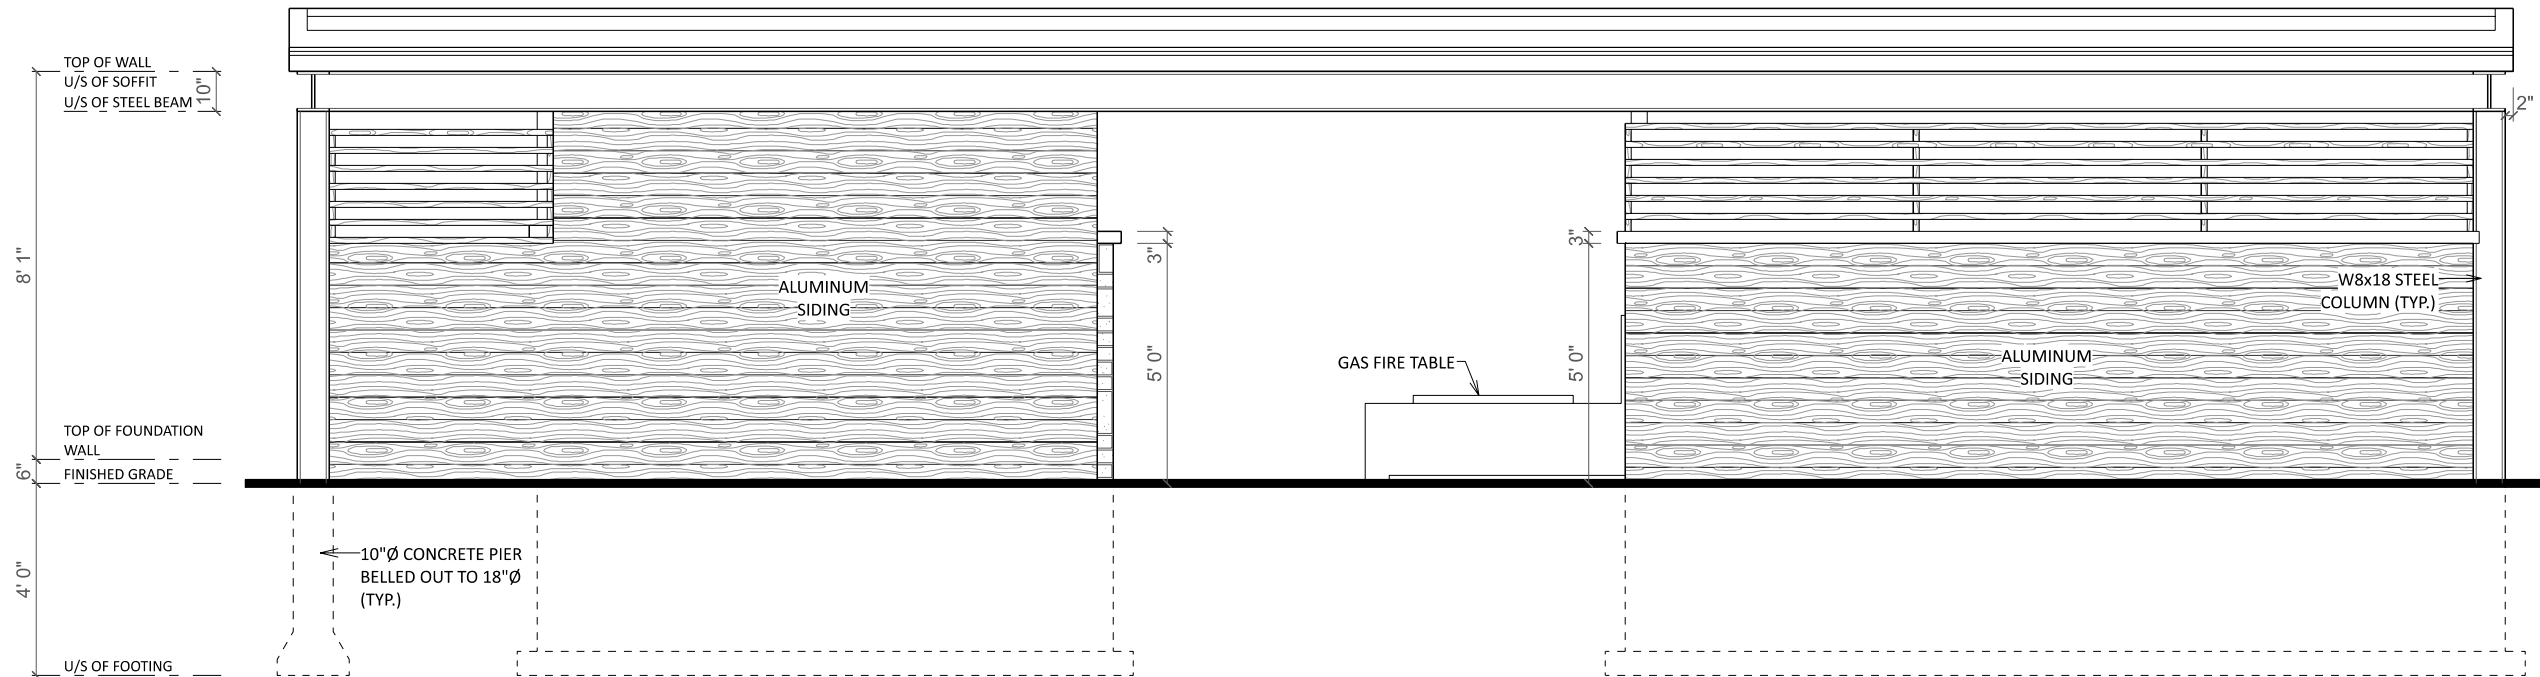 TOP OF WALL
U/S OF SOFFIT
U/S OF STEEL BEAM
10"
2"
8' 1"
3"
3"
ALUMINUM
SIDING
W8x18 STEEL
COLUMN (TYP.)
GAS FIRE TABLE
5' 0"
5' 0"
ALUMINUM
SIDING
TOP OF FOUNDATION
WALL
6"
FINISHED GRADE
4' 0"
10"Ø CONCRETE PIER
BELLED OUT TO 18"Ø
(TYP.)
U/S OF FOOTING